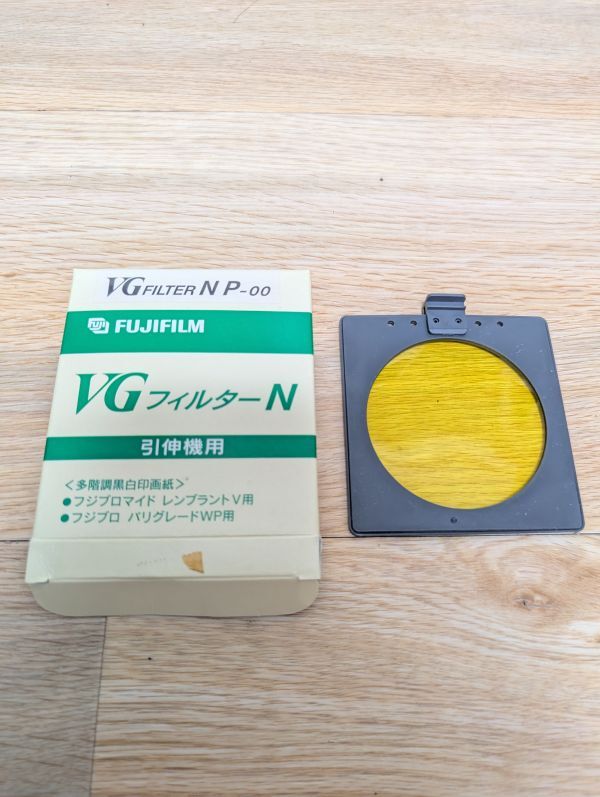 VG FILTER N P-00
FUJI FUJIFILM
VGフィルターN
引伸機用
<多階調黒白印画紙>
●フジブロマイド レンブラントV用
●フジブロ バリグレードWP用